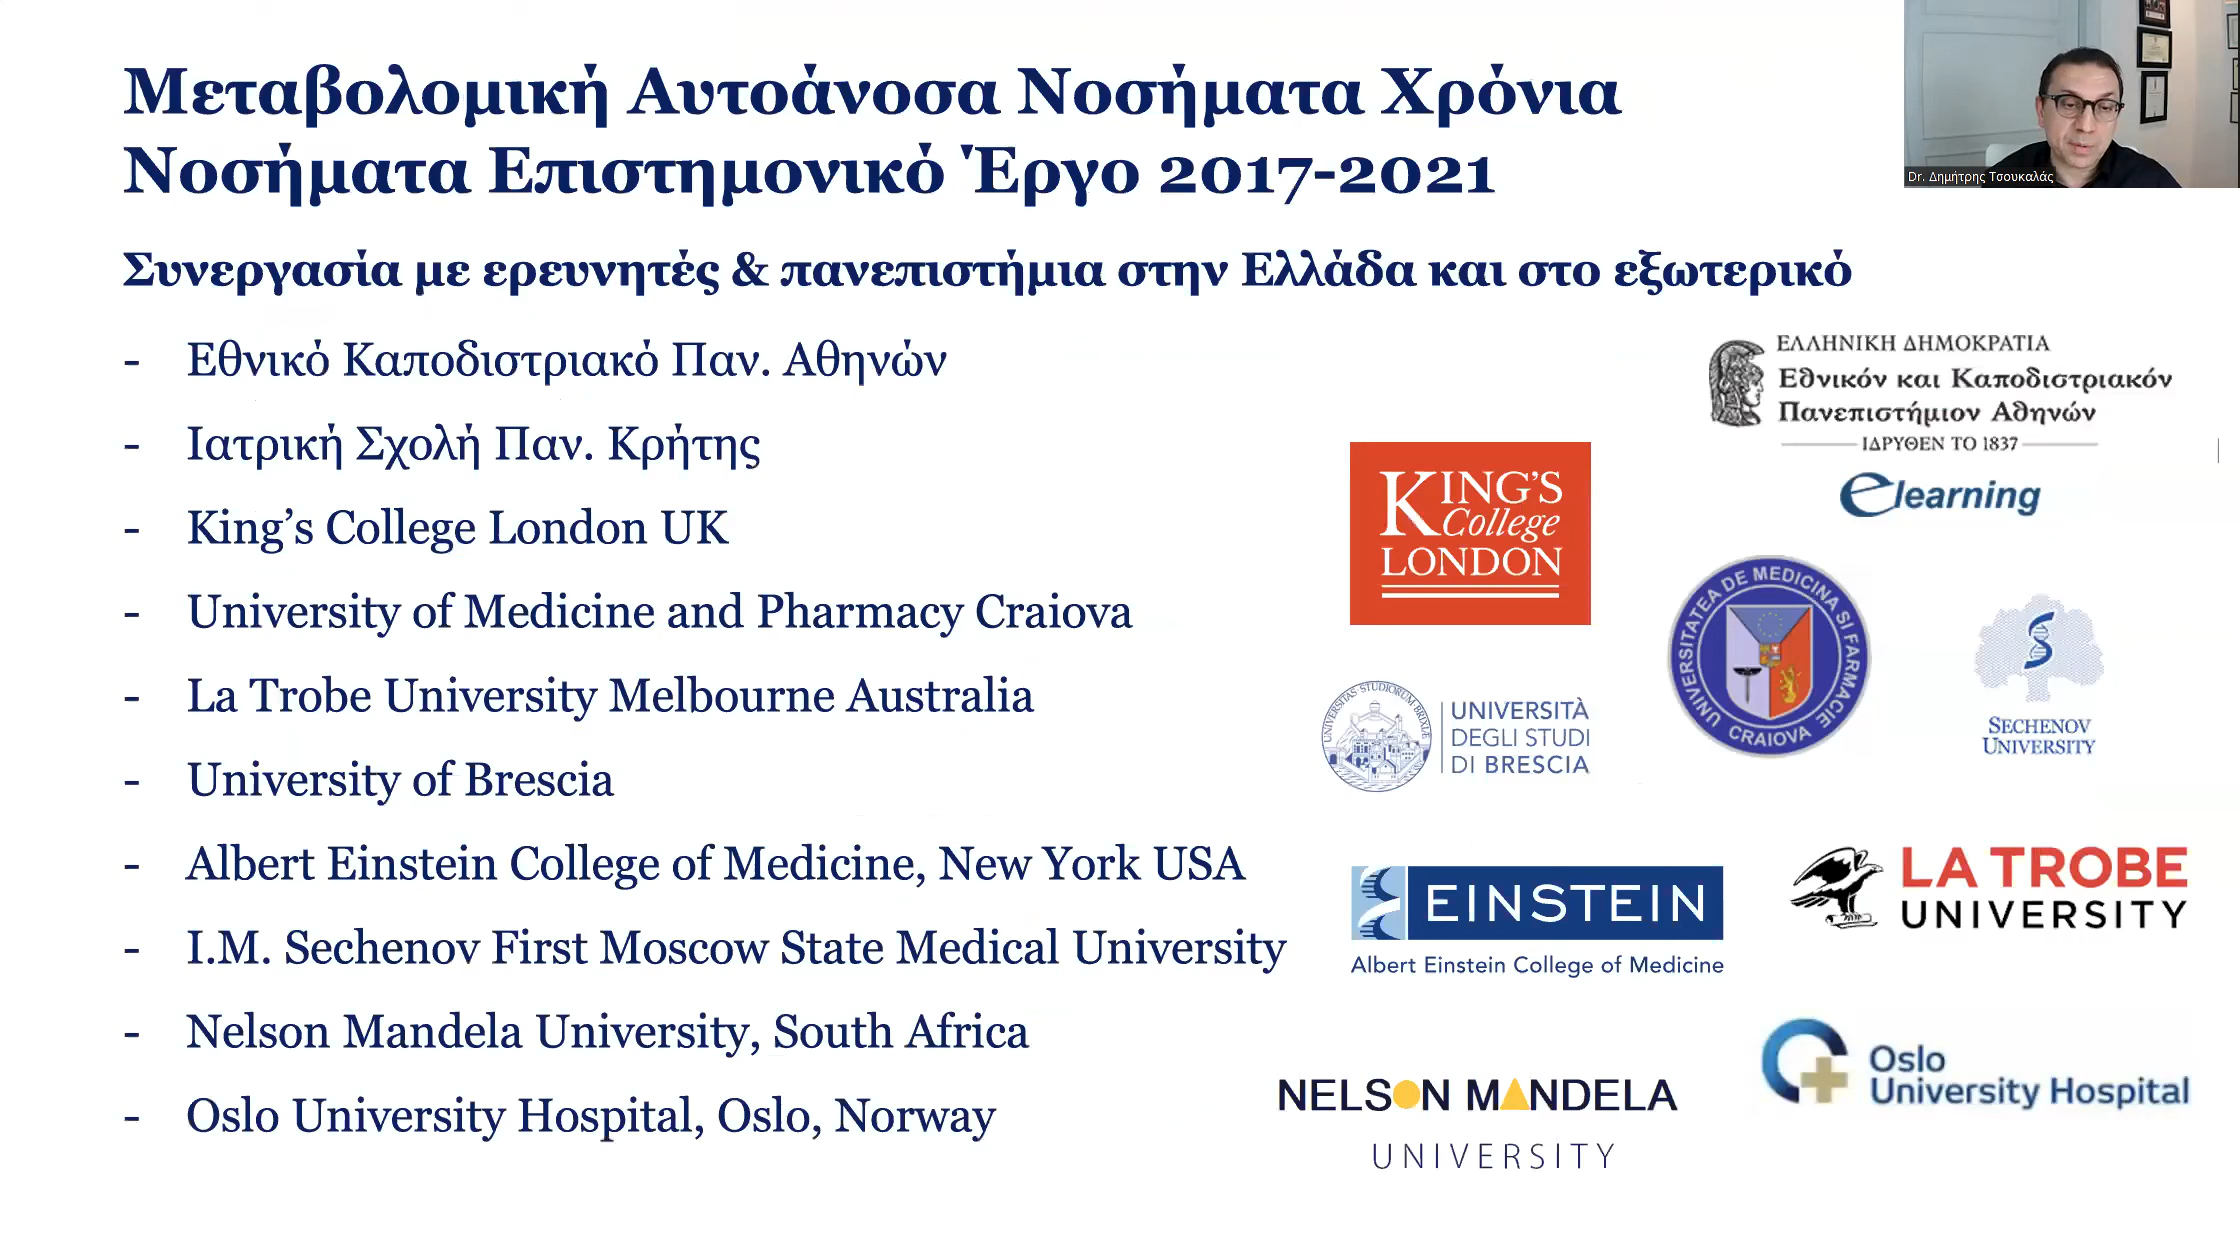 Μεταβολομική Αυτοάνοσα Νοσήματα Χρόνια
Νοσήματα Επιστημονικό Έργο 2017-2021
Dr. Δημήτρης Τσουκαλάς
Συνεργασία με ερευνητές & πανεπιστήμια στην Ελλάδα και στο εξωτερικό
- Εθνικό Καποδιστριακό Παν. Αθηνών
- Ιατρική Σχολή Παν. Κρήτης
- King's College London UK
- University of Medicine and Pharmacy Craiova
- La Trobe University Melbourne Australia
- University of Brescia
- Albert Einstein College of Medicine, New York USA
- I.M. Sechenov First Moscow State Medical University
- Nelson Mandela University, South Africa
- Oslo University Hospital, Oslo, Norway
ΕΛΛΗΝΙΚΗ ΔΗΜΟΚΡΑΤΙΑ
Εθνικόν και Καποδιστριακόν
Πανεπιστήμιον Αθηνών
ΙΔΡΥΘΕΝ ΤΟ 1837
elearning
KING'S
College
LONDON
UNIVERSITATEA DE MEDICINA SI FARMACIE
CRAIOVA
SECHENOV
UNIVERSITY
UNIVERSITAS STUDIORUM BRIXIAE
UNIVERSITÀ
DEGLI STUDI
DI BRESCIA
EINSTEIN
Albert Einstein College of Medicine
LA TROBE
UNIVERSITY
Oslo
University Hospital
NELSON MANDELA
UNIVERSITY